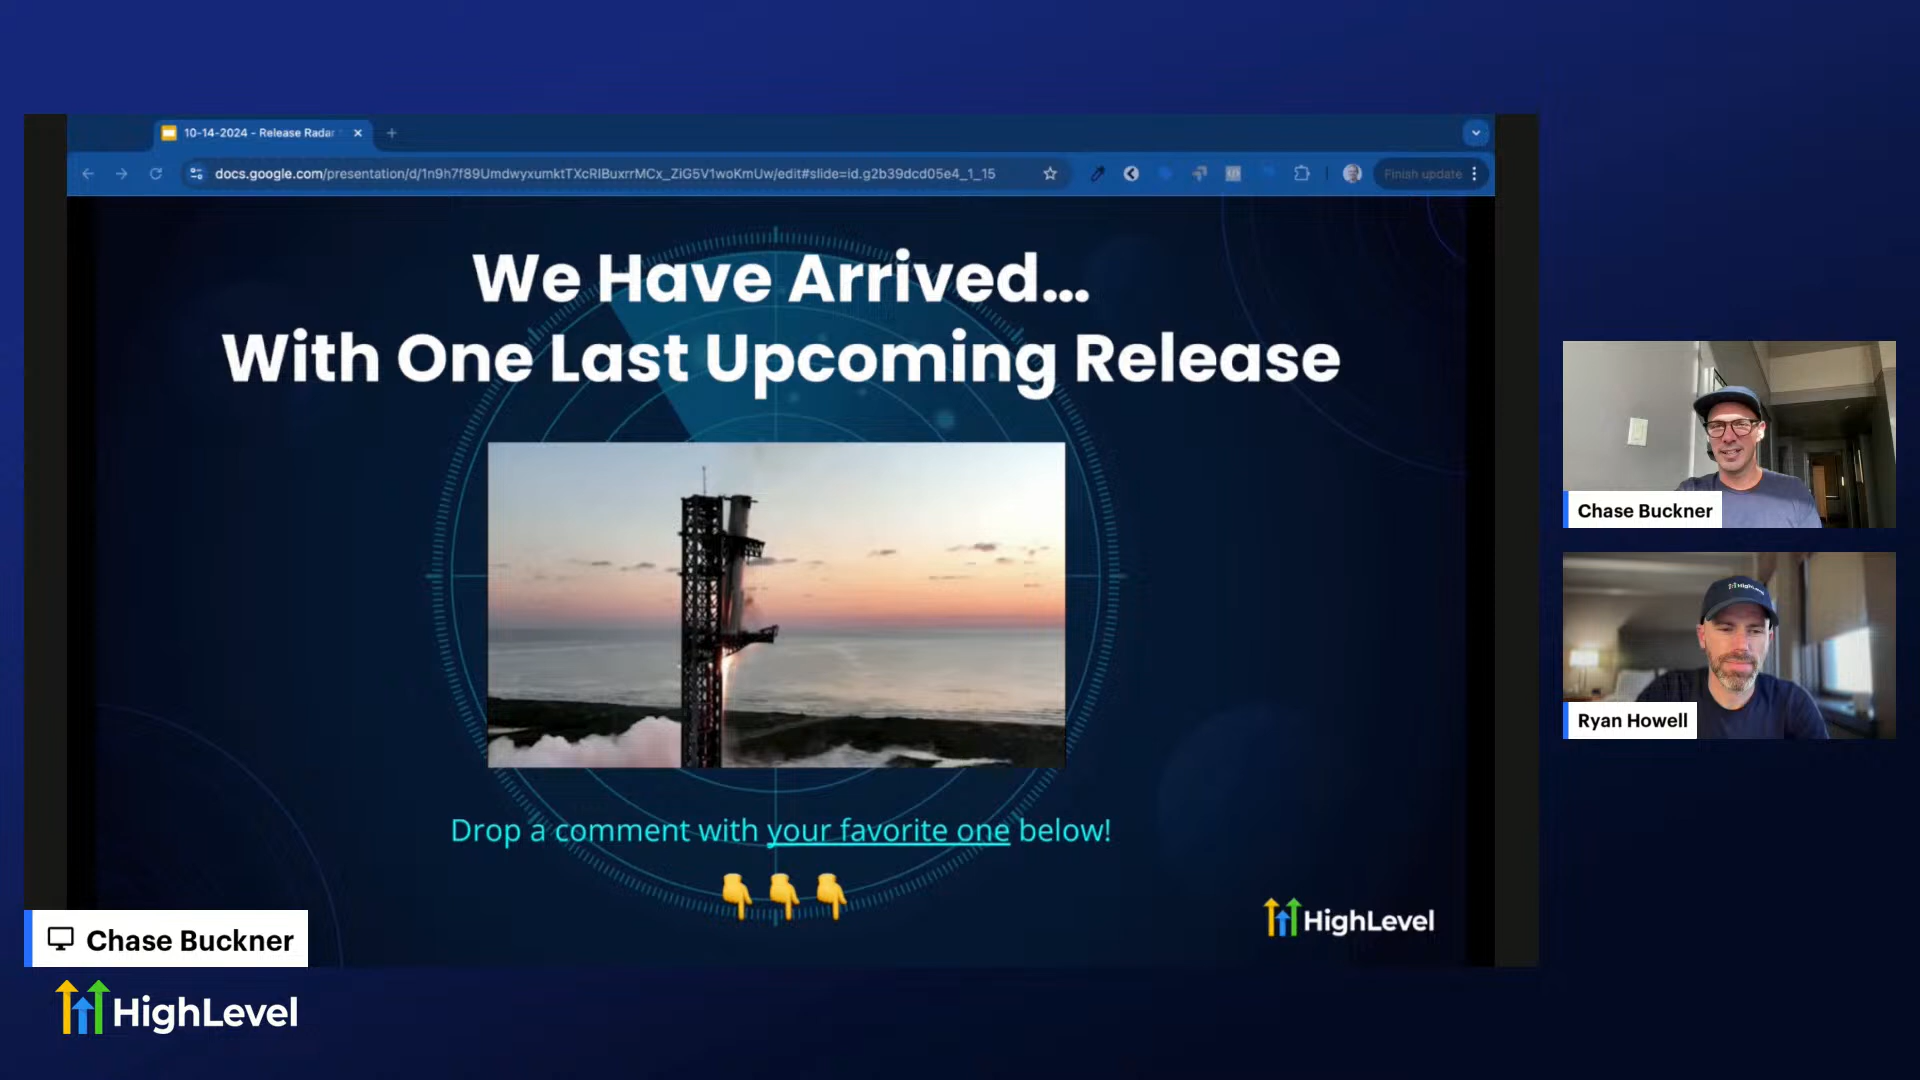 10-14-2024 - Release Radar
docs.google.com/presentation/d/1n9h7f89UmdwyxumktTXcRIBuxrrMCx_ZiG5V1woKmUw/edit#slide=id.g2b39dcd05e4_1_15
Finish update
We Have Arrived...
With One Last Upcoming Release
Drop a comment with your favorite one below!
HighLevel
Chase Buckner
HighLevel
Chase Buckner
HighLevel
Ryan Howell